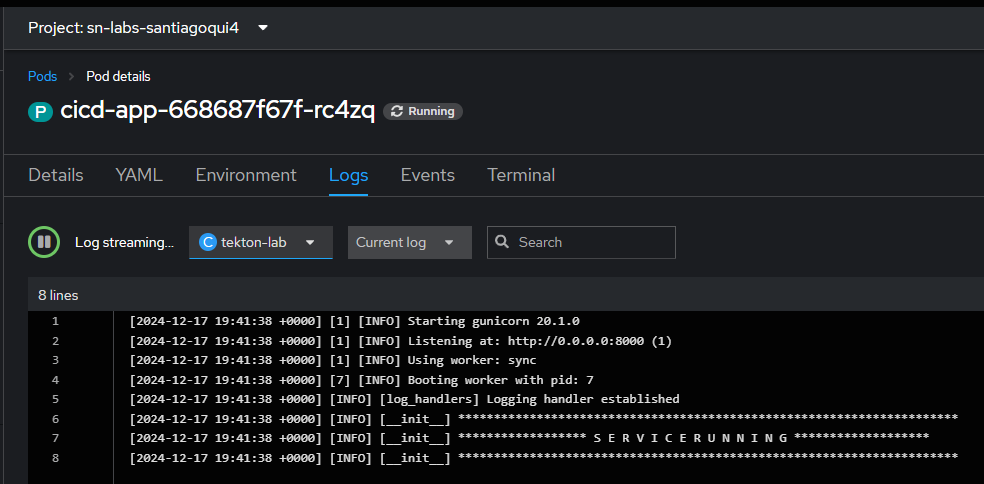 Project: sn-labs-santiagoqui4
Pods > Pod details
P cicd-app-668687f67f-rc4zq Running
Details YAML Environment Logs Events Terminal
Log streaming... C tekton-lab Current log Search
8 lines
1 [2024-12-17 19:41:38 +0000] [1] [INFO] Starting gunicorn 20.1.0
2 [2024-12-17 19:41:38 +0000] [1] [INFO] Listening at: http://0.0.0.0:8000 (1)
3 [2024-12-17 19:41:38 +0000] [1] [INFO] Using worker: sync
4 [2024-12-17 19:41:38 +0000] [7] [INFO] Booting worker with pid: 7
5 [2024-12-17 19:41:38 +0000] [INFO] [log_handlers] Logging handler established
6 [2024-12-17 19:41:38 +0000] [INFO] [__init__] **********************************************************************
7 [2024-12-17 19:41:38 +0000] [INFO] [__init__] ****************** S E R V I C E R U N N I N G *******************
8 [2024-12-17 19:41:38 +0000] [INFO] [__init__] **********************************************************************